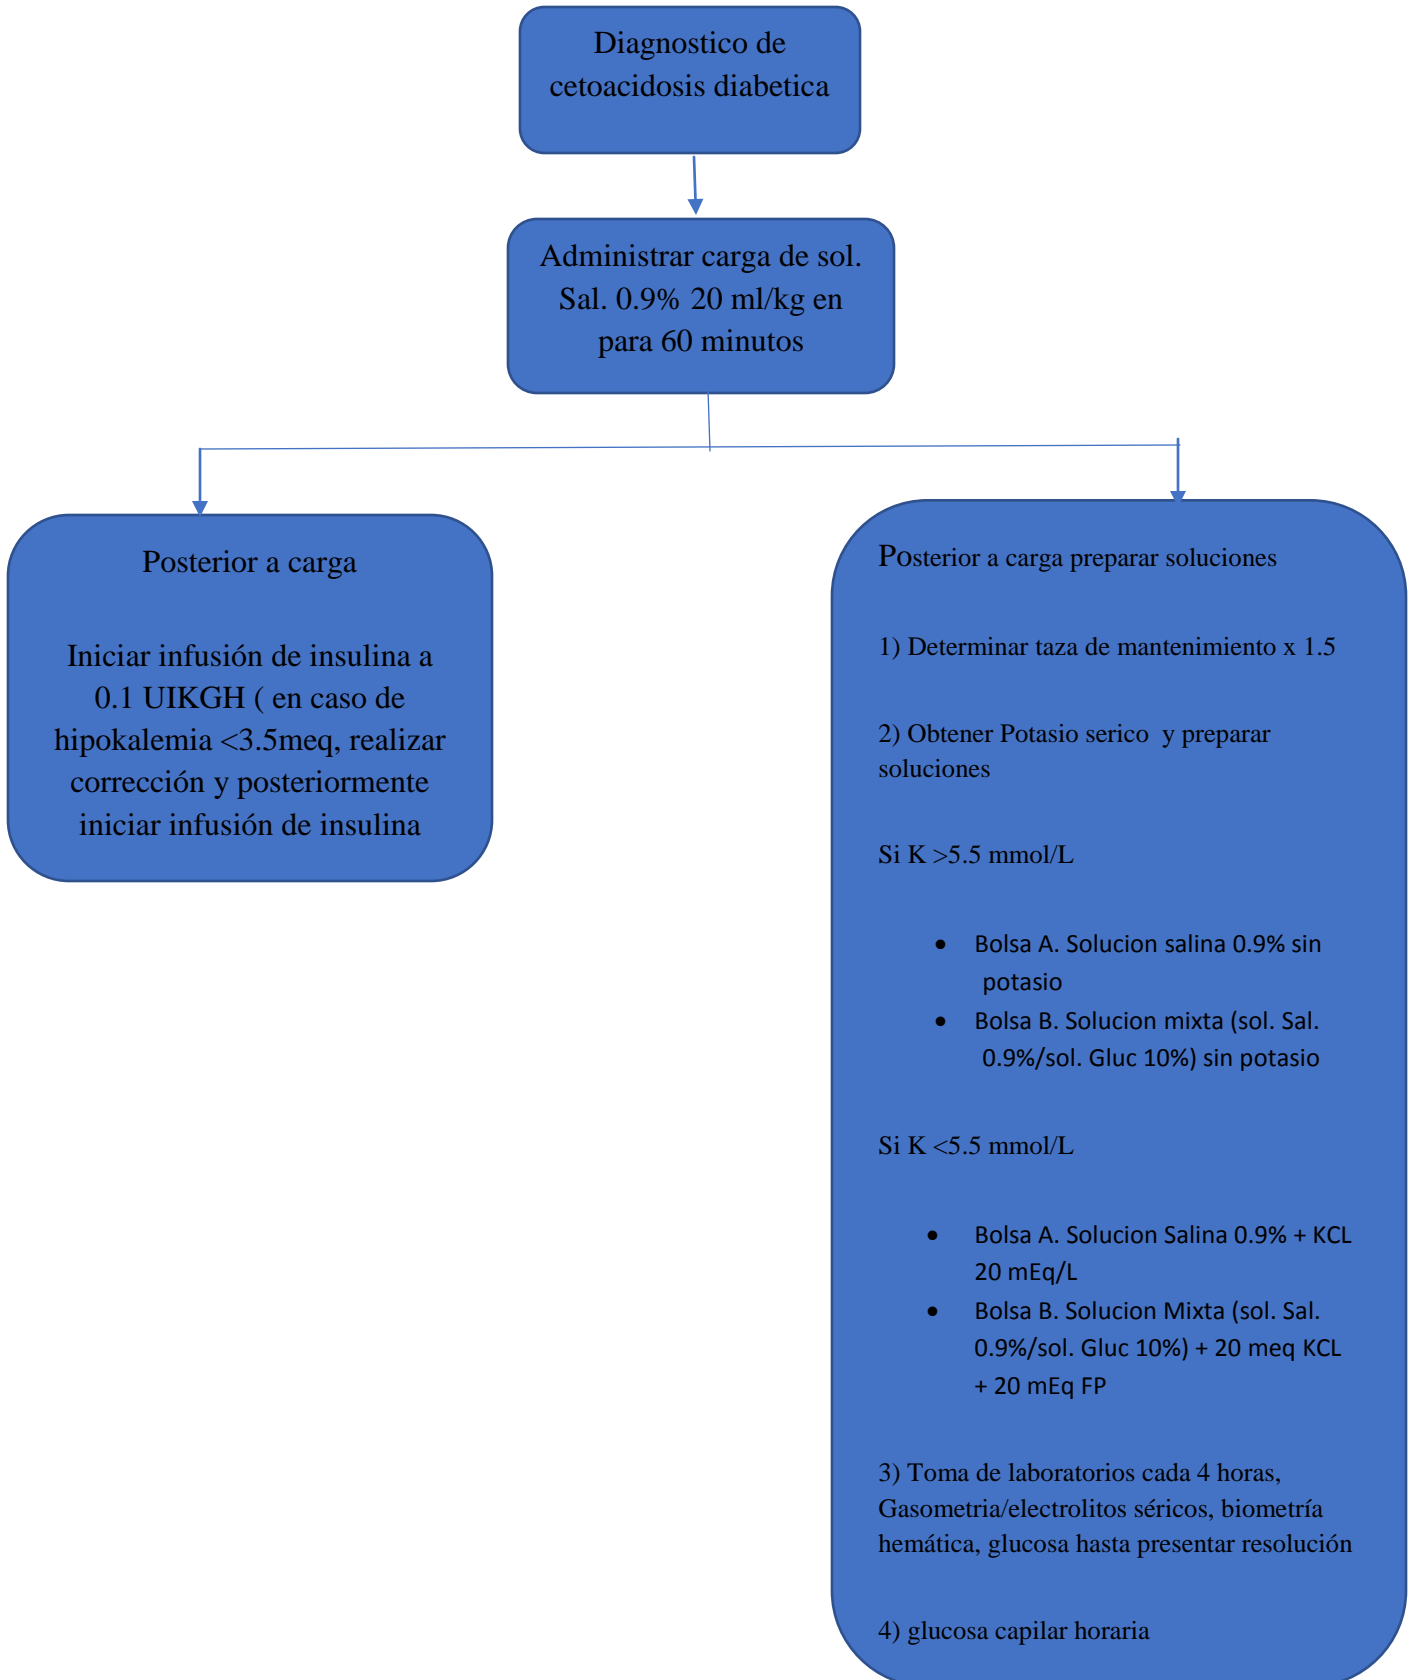 Diagnostico de
cetoacidosis diabetica
Administrar carga de sol.
Sal. 0.9% 20 ml/kg en
para 60 minutos
Posterior a carga
Iniciar infusión de insulina a
0.1 UIKGH ( en caso de
hipokalemia <3.5meq, realizar
corrección y posteriormente
iniciar infusión de insulina
Posterior a carga preparar soluciones
1) Determinar taza de mantenimiento x 1.5
2) Obtener Potasio serico y preparar
soluciones
Si K >5.5 mmol/L
• Bolsa A. Solucion salina 0.9% sin
potasio
• Bolsa B. Solucion mixta (sol. Sal.
0.9%/sol. Gluc 10%) sin potasio
Si K <5.5 mmol/L
• Bolsa A. Solucion Salina 0.9% + KCL
20 mEq/L
• Bolsa B. Solucion Mixta (sol. Sal.
0.9%/sol. Gluc 10%) + 20 meq KCL
+ 20 mEq FP
3) Toma de laboratorios cada 4 horas,
Gasometria/electrolitos séricos, biometría
hemática, glucosa hasta presentar resolución
4) glucosa capilar horaria